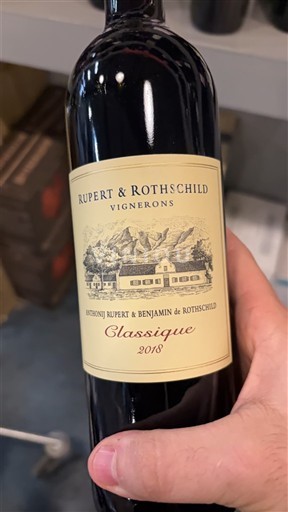 RUPERT & ROTHSCHILD
VIGNERONS
ANTHONIJ RUPERT & BENJAMIN de ROTHSCHILD
Classique
2018